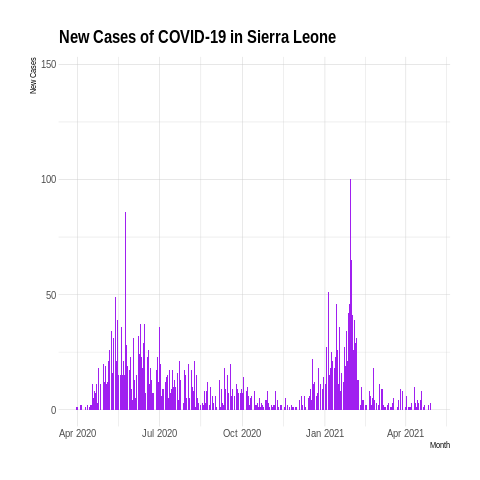 New Cases of COVID-19 in Sierra Leone
New Cases
150
100
50
0
Apr 2020 Jul 2020 Oct 2020 Jan 2021 Apr 2021
Month